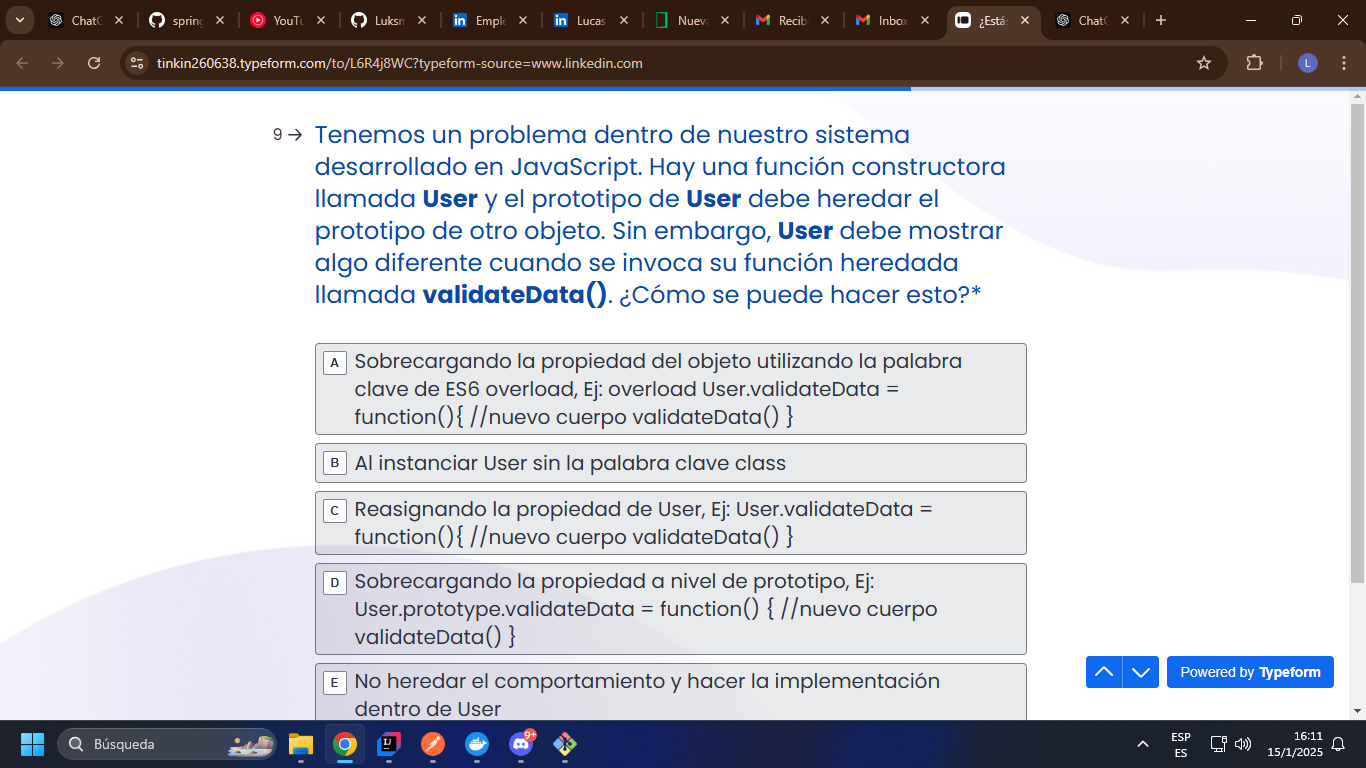 ChatG
spring
YouTu
Luksm
Emple
Lucas
Nueva
Recib
Inbox
¿Estás
ChatG
tinkin260638.typeform.com/to/L6R4j8WC?typeform-source=www.linkedin.com
L
9 → Tenemos un problema dentro de nuestro sistema
desarrollado en JavaScript. Hay una función constructora
llamada User y el prototipo de User debe heredar el
prototipo de otro objeto. Sin embargo, User debe mostrar
algo diferente cuando se invoca su función heredada
llamada validateData(). ¿Cómo se puede hacer esto?*
A Sobrecargando la propiedad del objeto utilizando la palabra
clave de ES6 overload, Ej: overload User.validateData =
function(){ //nuevo cuerpo validateData() }
B Al instanciar User sin la palabra clave class
C Reasignando la propiedad de User, Ej: User.validateData =
function(){ //nuevo cuerpo validateData() }
D Sobrecargando la propiedad a nivel de prototipo, Ej:
User.prototype.validateData = function() { //nuevo cuerpo
validateData() }
E No heredar el comportamiento y hacer la implementación
dentro de User
Powered by Typeform
Búsqueda
9+
ESP
ES
16:11
15/1/2025